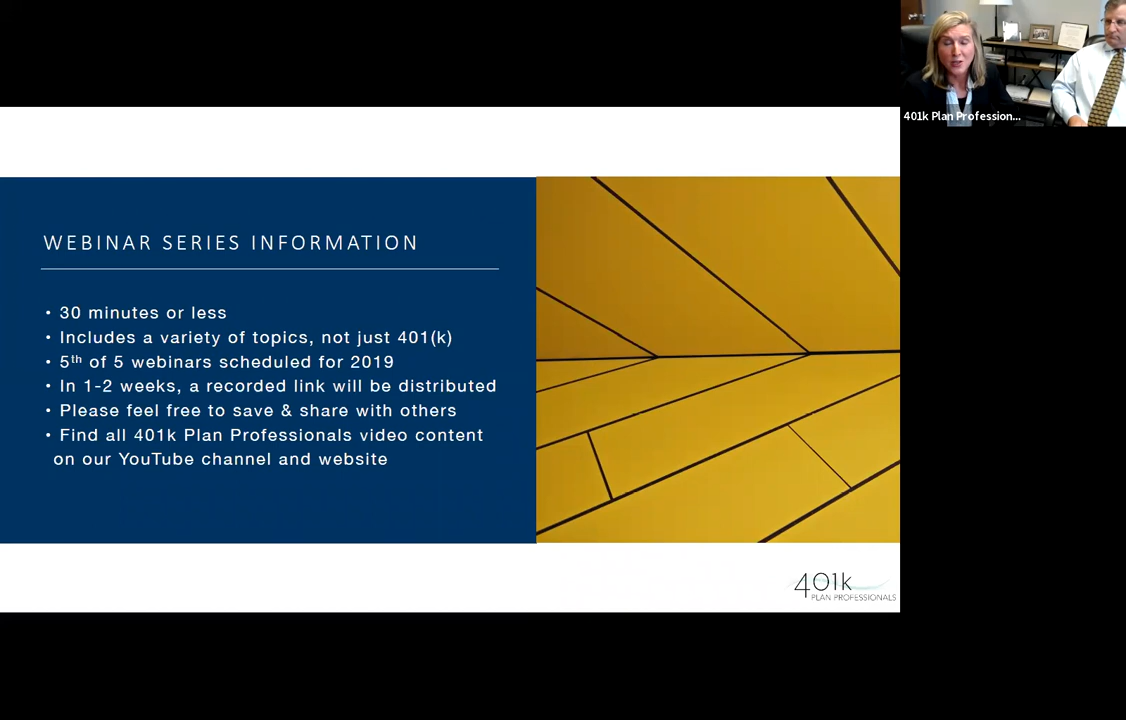 401k Plan Profession...
WEBINAR SERIES INFORMATION
• 30 minutes or less
• Includes a variety of topics, not just 401(k)
• 5th of 5 webinars scheduled for 2019
• In 1-2 weeks, a recorded link will be distributed
• Please feel free to save & share with others
• Find all 401k Plan Professionals video content
on our YouTube channel and website
401k
PLAN PROFESSIONALS